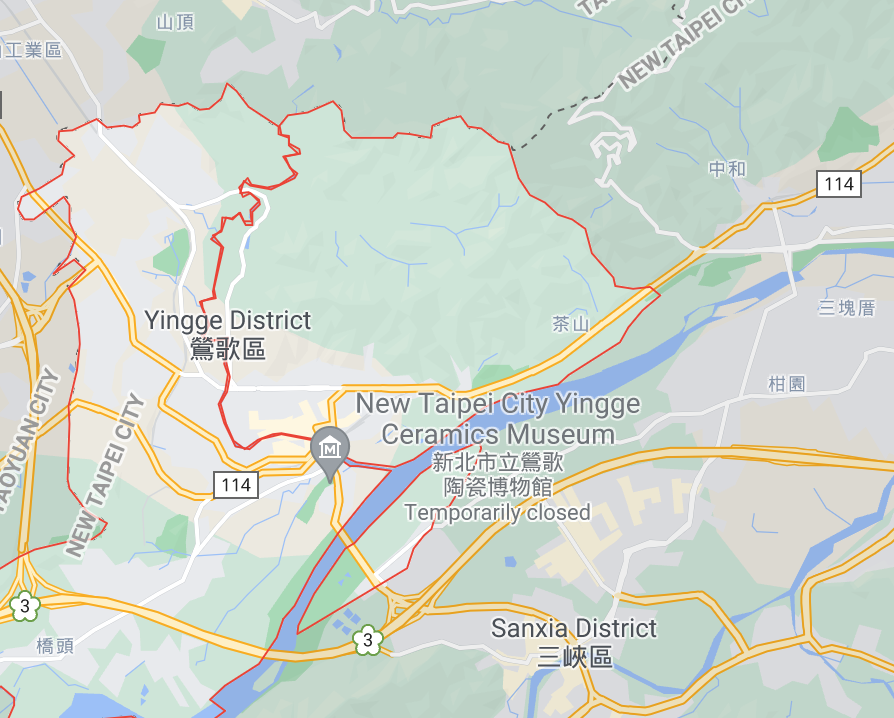 山頂
工業區
TA
NEW TAIPEI CI
中和
114
三塊厝
茶山
Yingge District
鶯歌區
柑園
New Taipei City Yingge
Ceramics Museum
新北市立鶯歌
陶瓷博物館
Temporarily closed
TAOYUAN CITY
NEW TAIPEI CITY
114
3
3
橋頭
Sanxia District
三峽區